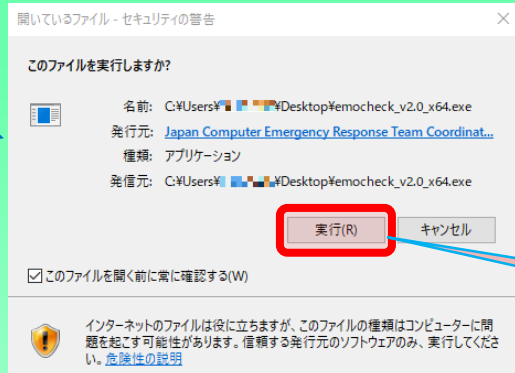 開いているファイル - セキュリティの警告
このファイルを実行しますか?
名前: C:¥Users¥ ¥Desktop¥emocheck_v2.0_x64.exe
発行元: Japan Computer Emergency Response Team Coordinat...
種類: アプリケーション
発信元: C:¥Users¥ ¥Desktop¥emocheck_v2.0_x64.exe
実行(R) キャンセル
このファイルを開く前に常に確認する(W)
インターネットのファイルは役に立ちますが、このファイルの種類はコンピューターに問
題を起こす可能性があります。信頼する発行元のソフトウェアのみ、実行してくださ
い。危険性の説明